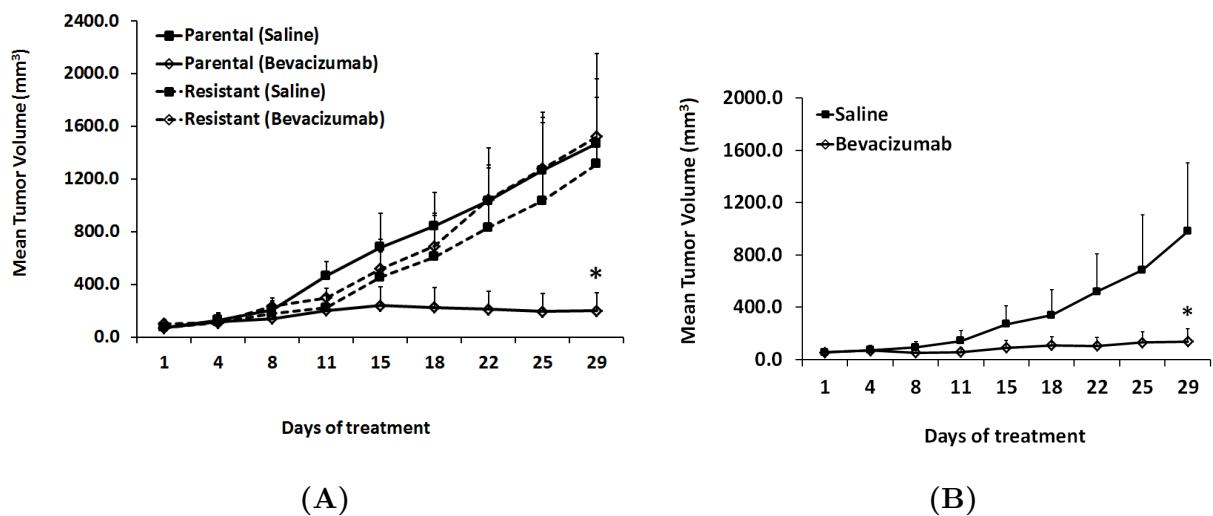 2400.0
2000.0
1600.0
1200.0
800.0
400.0
0.0
Mean Tumor Volume (mm³)
Parental (Saline)
Parental (Bevacizumab)
Resistant (Saline)
Resistant (Bevacizumab)
*
1 4 8 11 15 18 22 25 29
Days of treatment
(A)
2000.0
1600.0
1200.0
800.0
400.0
0.0
Mean Tumor Volume (mm³)
Saline
Bevacizumab
*
1 4 8 11 15 18 22 25 29
Days of treatment
(B)